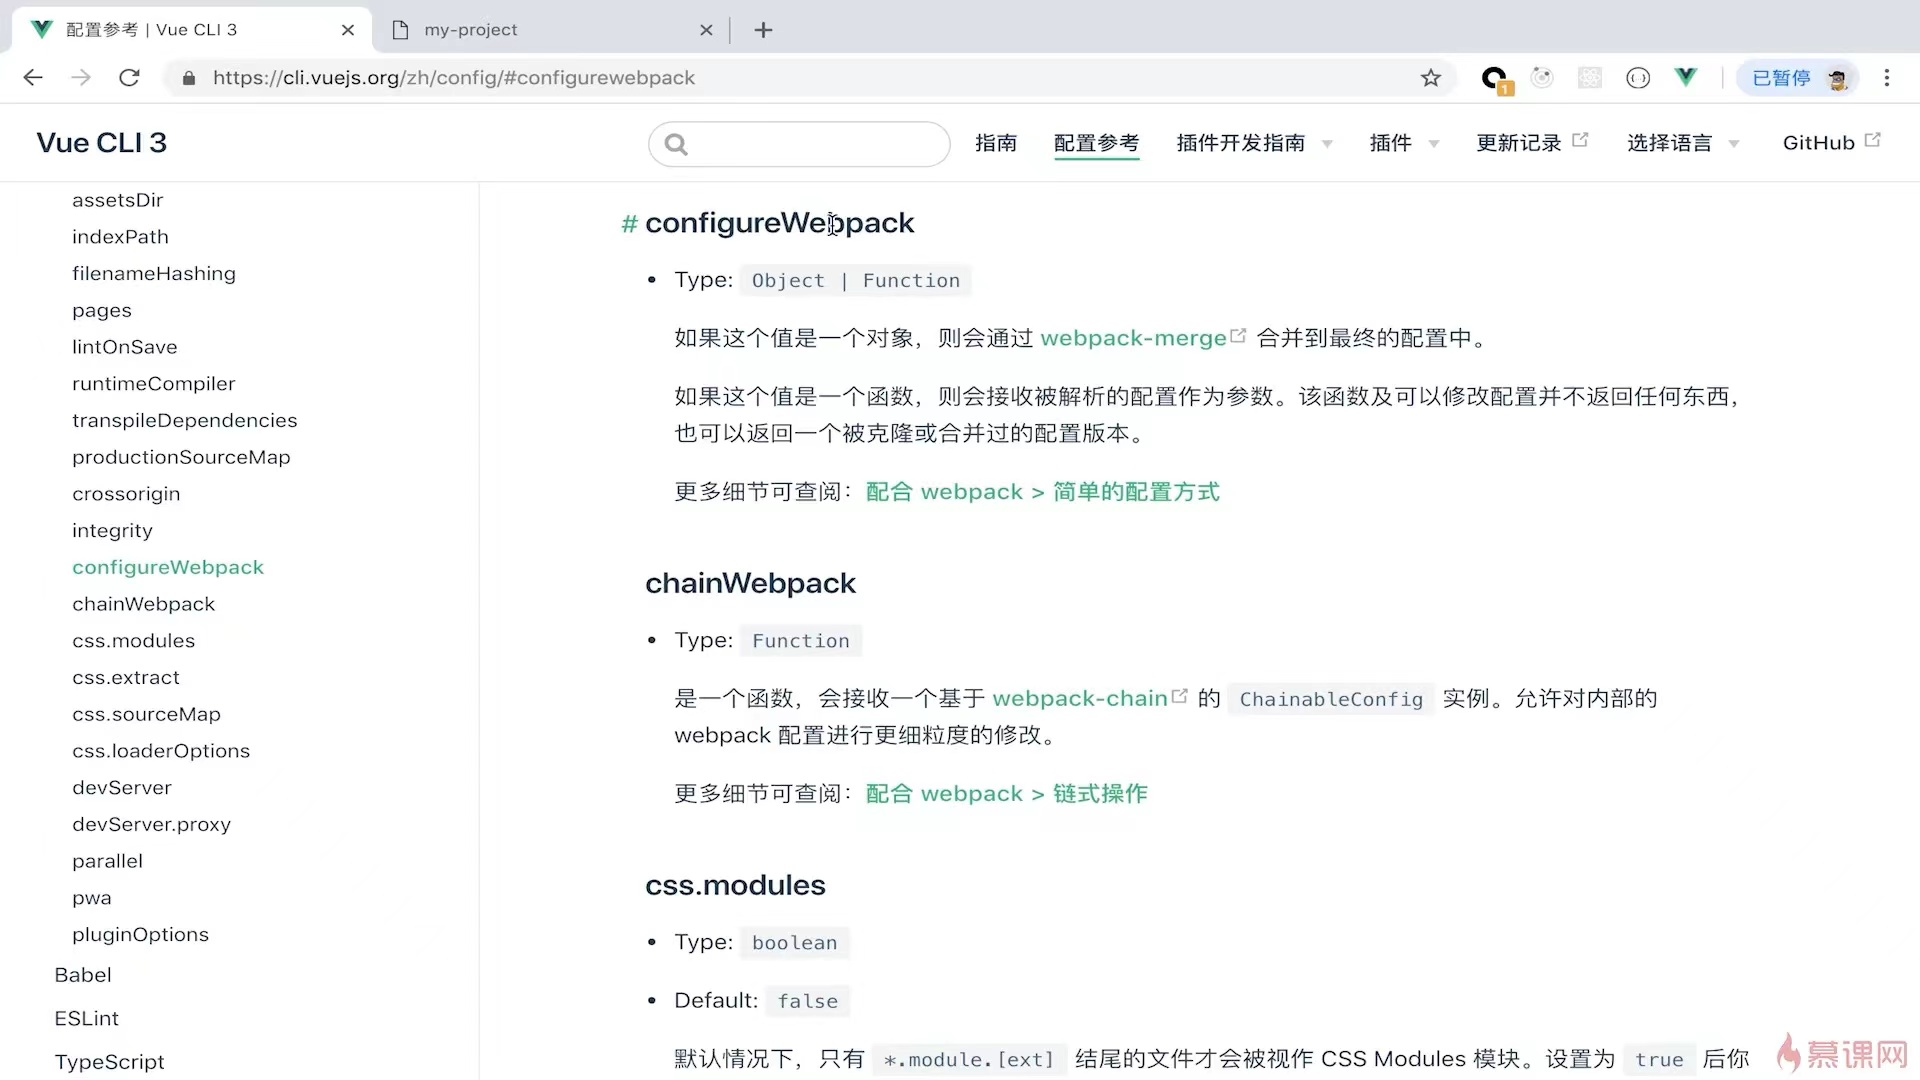 配置参考 | Vue CLI 3
my-project
https://cli.vuejs.org/zh/config/#configurewebpack
1
已暂停
Vue CLI 3
指南
配置参考
插件开发指南
插件
更新记录
选择语言
GitHub
assetsDir
indexPath
filenameHashing
pages
lintOnSave
runtimeCompiler
transpileDependencies
productionSourceMap
crossorigin
integrity
configureWebpack
chainWebpack
css.modules
css.extract
css.sourceMap
css.loaderOptions
devServer
devServer.proxy
parallel
pwa
pluginOptions
Babel
ESLint
TypeScript
# configureWebpack
• Type: Object | Function
如果这个值是一个对象，则会通过 webpack-merge 合并到最终的配置中。
如果这个值是一个函数，则会接收被解析的配置作为参数。该函数及可以修改配置并不返回任何东西，
也可以返回一个被克隆或合并过的配置版本。
更多细节可查阅：配合 webpack > 简单的配置方式
chainWebpack
• Type: Function
是一个函数，会接收一个基于 webpack-chain 的 ChainableConfig 实例。允许对内部的
webpack 配置进行更细粒度的修改。
更多细节可查阅：配合 webpack > 链式操作
css.modules
• Type: boolean
• Default: false
默认情况下，只有 *.module.[ext] 结尾的文件才会被视作 CSS Modules 模块。设置为 true 后你
慕课网